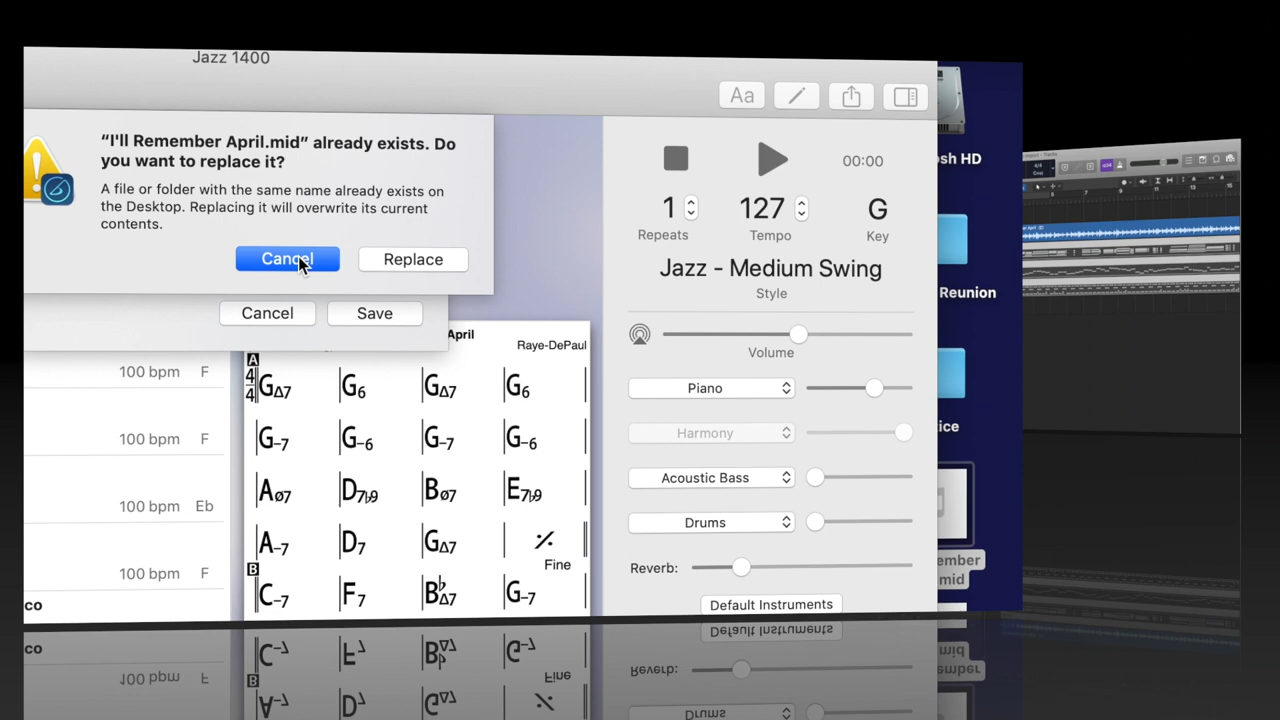 Jazz 1400
Aa
“I'll Remember April.mid” already exists. Do
you want to replace it?
A file or folder with the same name already exists on
the Desktop. Replacing it will overwrite its current
contents.
Cancel
Replace
Cancel
Save
100 bpm F
100 bpm F
100 bpm Eb
100 bpm F
co
April
Raye-DePaul
A
4/4
GΔ7 G6 GΔ7 G6
G–7 G–6 G–7 G–6
Aø7 D7♭9 Bø7 E7♭9
A–7 D7 GΔ7 𝄎
Fine
B
C–7 F7 B♭Δ7 G–7
00:00
1
Repeats
127
Tempo
G
Key
Jazz - Medium Swing
Style
Volume
Piano
Harmony
Acoustic Bass
Drums
Reverb:
Default Instruments
osh HD
Reunion
ice
ember
mid